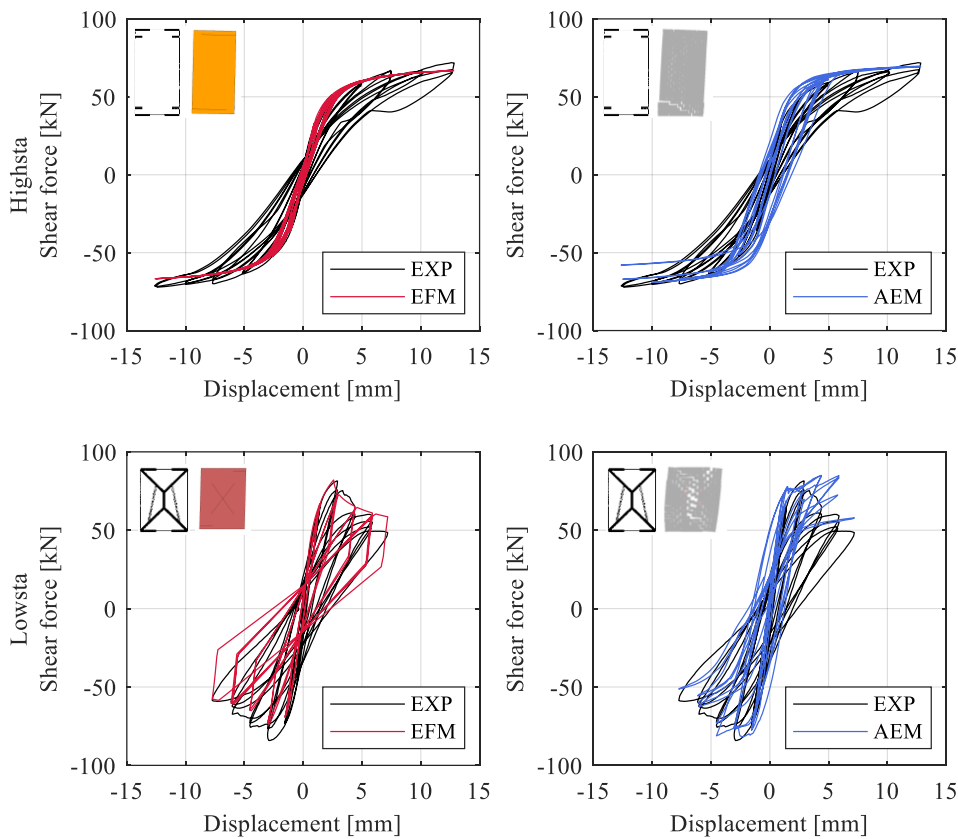 100
50
0
-50
-100
-15 -10 -5 0 5 10 15
Displacement [mm]
Highsta
Shear force [kN]
EXP
EFM
100
50
0
-50
-100
-15 -10 -5 0 5 10 15
Displacement [mm]
Shear force [kN]
EXP
AEM
100
50
0
-50
-100
-15 -10 -5 0 5 10 15
Displacement [mm]
Lowsta
Shear force [kN]
EXP
EFM
100
50
0
-50
-100
-15 -10 -5 0 5 10 15
Displacement [mm]
Shear force [kN]
EXP
AEM